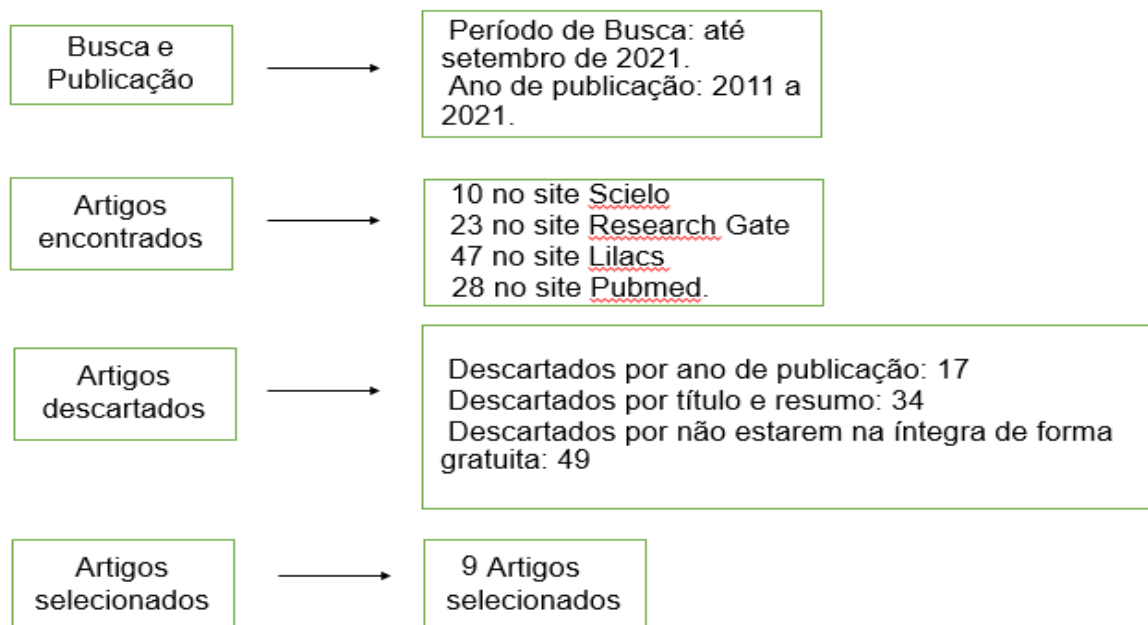 Busca e
Publicação
Período de Busca: até
setembro de 2021.
Ano de publicação: 2011 a
2021.
Artigos
encontrados
10 no site Scielo
23 no site Research Gate
47 no site Lilacs
28 no site Pubmed.
Artigos
descartados
Descartados por ano de publicação: 17
Descartados por título e resumo: 34
Descartados por não estarem na íntegra de forma
gratuita: 49
Artigos
selecionados
9 Artigos
selecionados